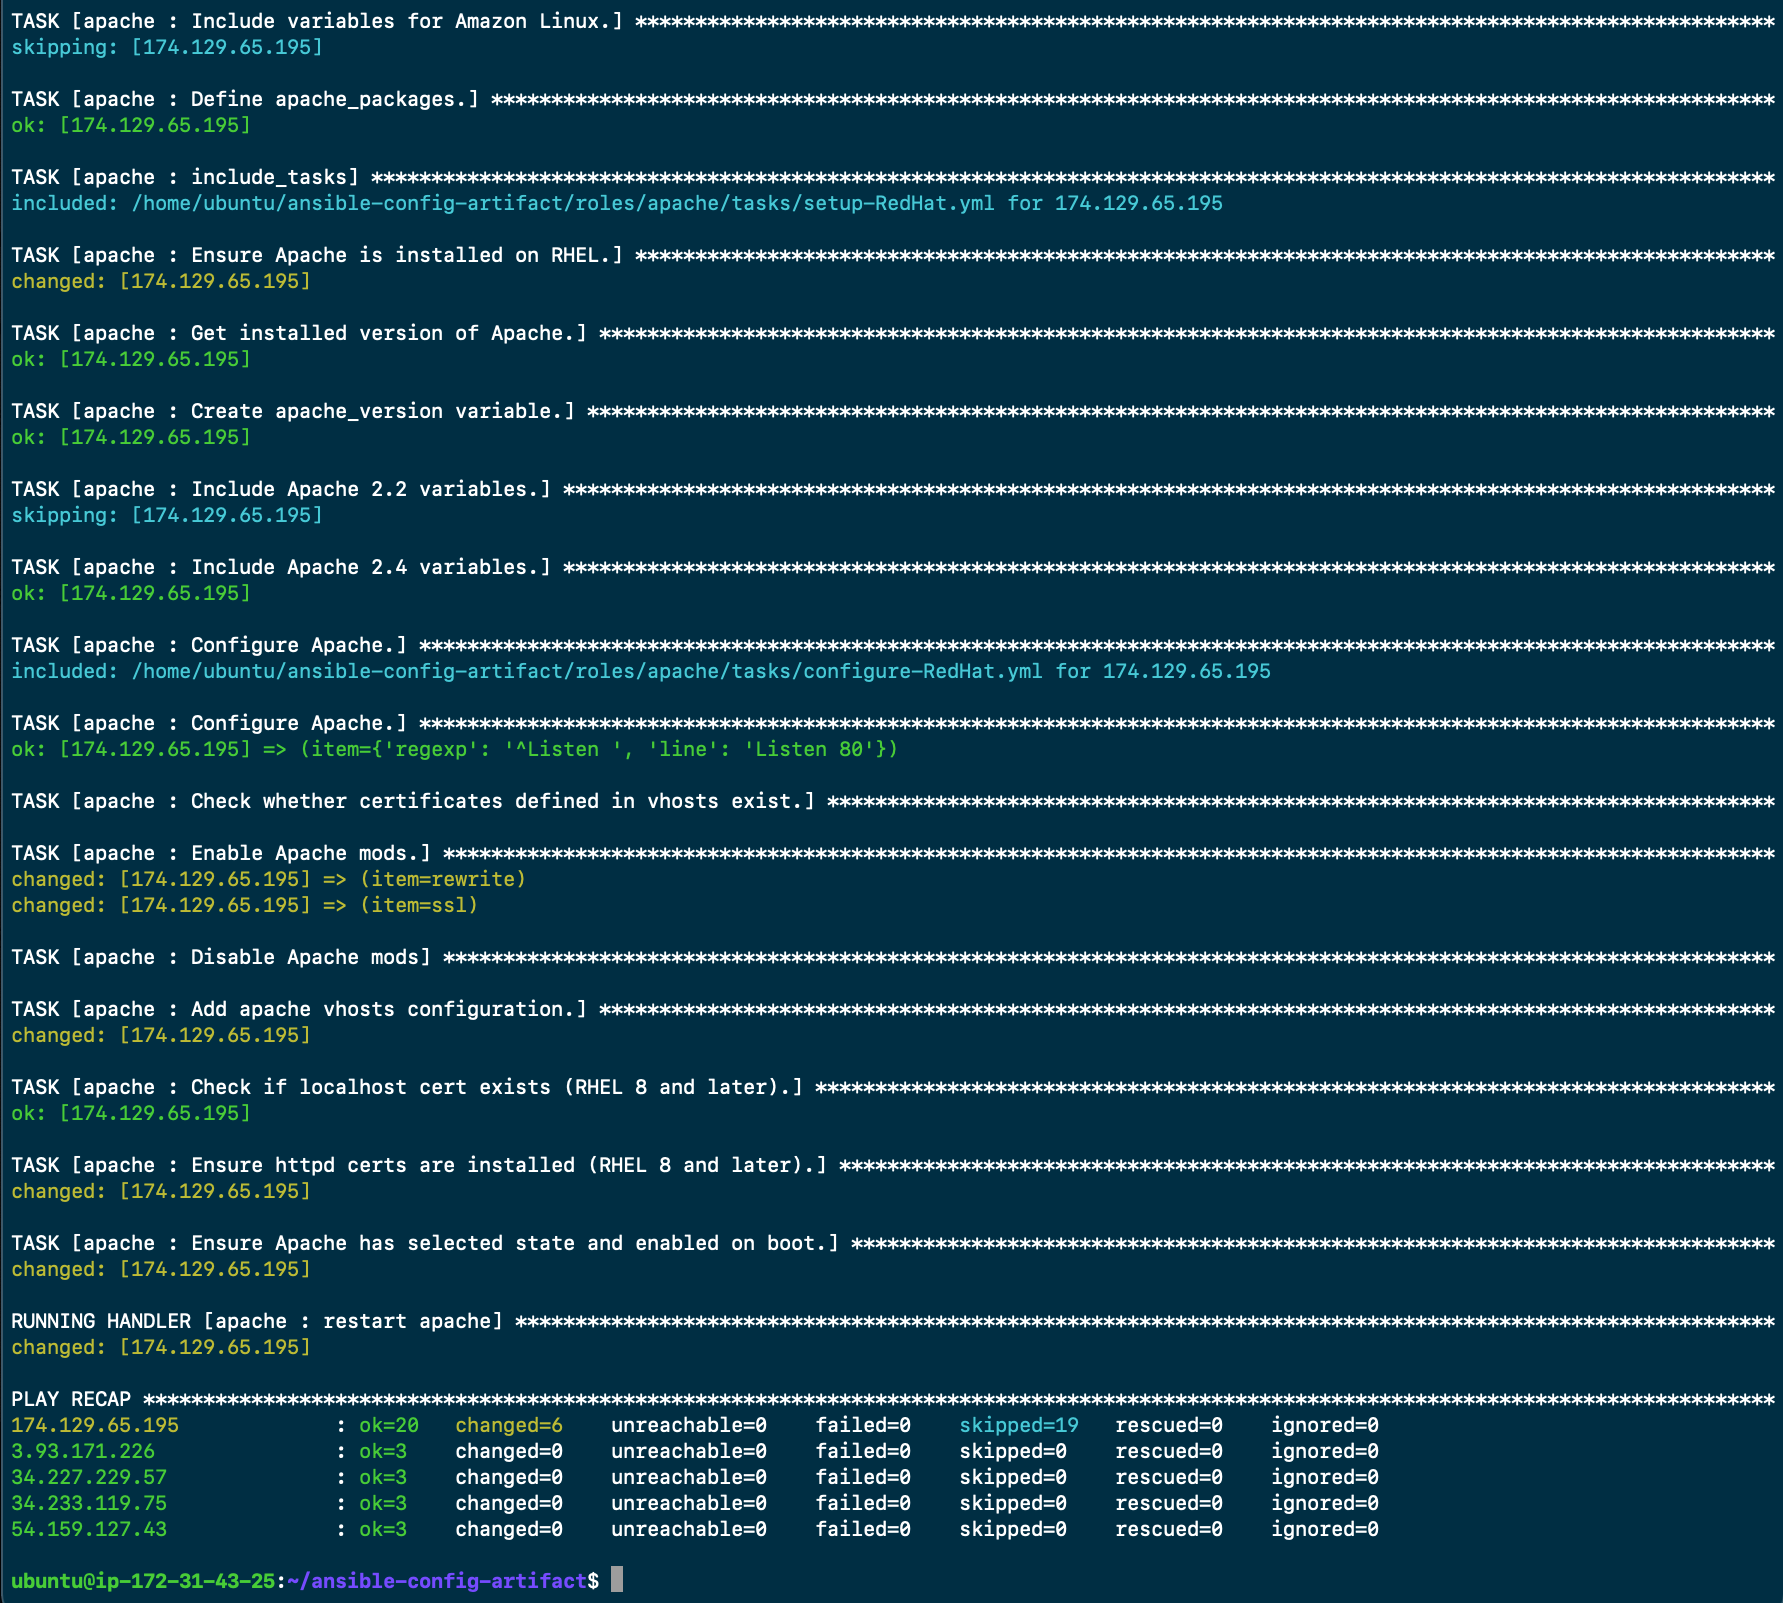 TASK [apache : Include variables for Amazon Linux.] ***********************************************************************************************
skipping: [174.129.65.195]
TASK [apache : Define apache_packages.] ***********************************************************************************************************
ok: [174.129.65.195]
TASK [apache : include_tasks] *********************************************************************************************************************
included: /home/ubuntu/ansible-config-artifact/roles/apache/tasks/setup-RedHat.yml for 174.129.65.195
TASK [apache : Ensure Apache is installed on RHEL.] ***********************************************************************************************
changed: [174.129.65.195]
TASK [apache : Get installed version of Apache.] **************************************************************************************************
ok: [174.129.65.195]
TASK [apache : Create apache_version variable.] ***************************************************************************************************
ok: [174.129.65.195]
TASK [apache : Include Apache 2.2 variables.] *****************************************************************************************************
skipping: [174.129.65.195]
TASK [apache : Include Apache 2.4 variables.] *****************************************************************************************************
ok: [174.129.65.195]
TASK [apache : Configure Apache.] *****************************************************************************************************************
included: /home/ubuntu/ansible-config-artifact/roles/apache/tasks/configure-RedHat.yml for 174.129.65.195
TASK [apache : Configure Apache.] *****************************************************************************************************************
ok: [174.129.65.195] => (item={'regexp': '^Listen ', 'line': 'Listen 80'})
TASK [apache : Check whether certificates defined in vhosts exist.] *******************************************************************************
TASK [apache : Enable Apache mods.] ***************************************************************************************************************
changed: [174.129.65.195] => (item=rewrite)
changed: [174.129.65.195] => (item=ssl)
TASK [apache : Disable Apache mods] ***************************************************************************************************************
TASK [apache : Add apache vhosts configuration.] **************************************************************************************************
changed: [174.129.65.195]
TASK [apache : Check if localhost cert exists (RHEL 8 and later).] ********************************************************************************
ok: [174.129.65.195]
TASK [apache : Ensure httpd certs are installed (RHEL 8 and later).] ******************************************************************************
changed: [174.129.65.195]
TASK [apache : Ensure Apache has selected state and enabled on boot.] *****************************************************************************
changed: [174.129.65.195]
RUNNING HANDLER [apache : restart apache] *********************************************************************************************************
changed: [174.129.65.195]
PLAY RECAP ****************************************************************************************************************************************
174.129.65.195             : ok=20   changed=6    unreachable=0    failed=0    skipped=19   rescued=0    ignored=0
3.93.171.226               : ok=3    changed=0    unreachable=0    failed=0    skipped=0    rescued=0    ignored=0
34.227.229.57              : ok=3    changed=0    unreachable=0    failed=0    skipped=0    rescued=0    ignored=0
34.233.119.75              : ok=3    changed=0    unreachable=0    failed=0    skipped=0    rescued=0    ignored=0
54.159.127.43              : ok=3    changed=0    unreachable=0    failed=0    skipped=0    rescued=0    ignored=0
ubuntu@ip-172-31-43-25:~/ansible-config-artifact$